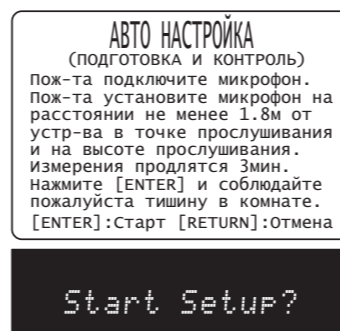 АВТО НАСТРОЙКА
(ПОДГОТОВКА И КОНТРОЛЬ)
Пож-та подключите микрофон.
Пож-та установите микрофон на
расстоянии не менее 1.8м от
устр-ва в точке прослушивания
и на высоте прослушивания.
Измерения продлятся 3мин.
Нажмите [ENTER] и соблюдайте
пожалуйста тишину в комнате.
[ENTER]:Старт [RETURN]:Отмена
Start Setup?